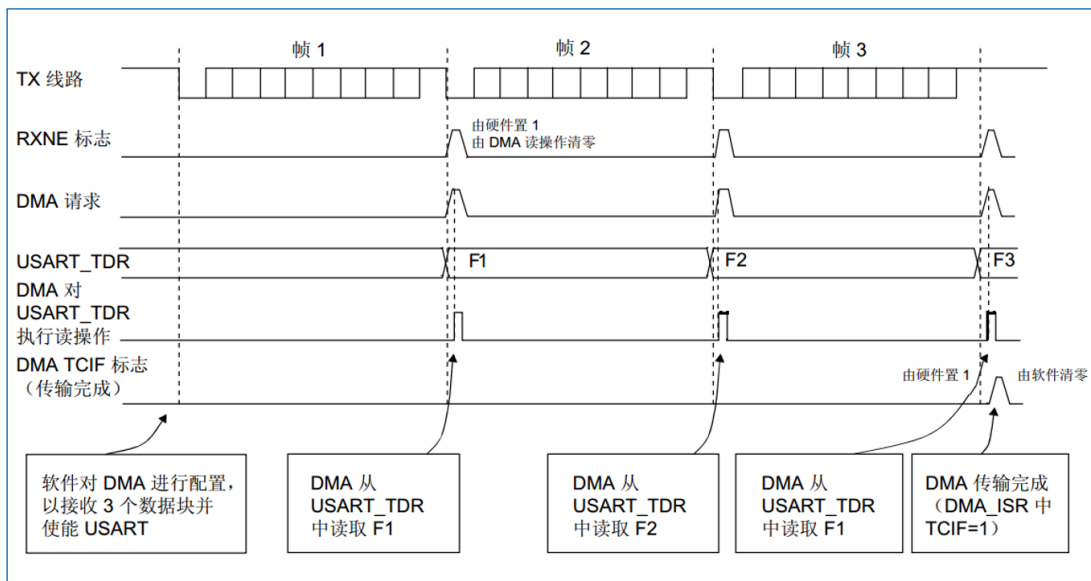 帧 1
帧 2
帧 3
TX 线路
RXNE 标志
由硬件置 1
由 DMA 读操作清零
DMA 请求
USART_TDR
F1
F2
F3
DMA 对
USART_TDR
执行读操作
DMA TCIF 标志
（传输完成）
由硬件置 1
由软件清零
软件对 DMA 进行配置，
以接收 3 个数据块并
使能 USART
DMA 从
USART_TDR
中读取 F1
DMA 从
USART_TDR
中读取 F2
DMA 从
USART_TDR
中读取 F1
DMA 传输完成
（DMA_ISR 中
TCIF=1）